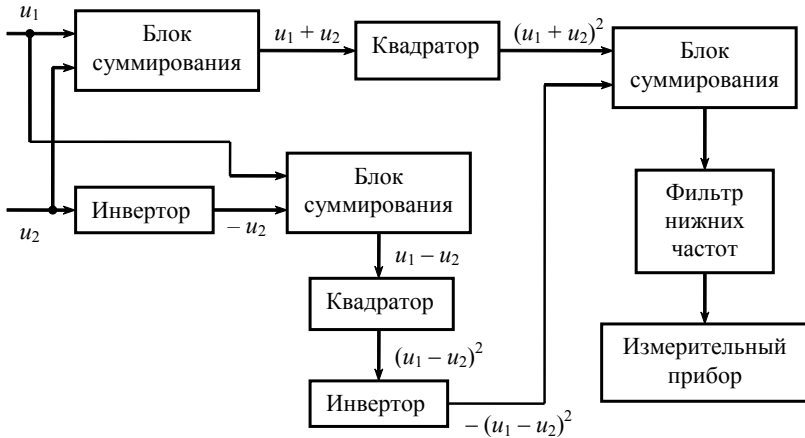 u₁
Блок
суммирования
u₁ + u₂
Квадратор
(u₁ + u₂)²
Блок
суммирования
u₂
Инвертор
– u₂
Блок
суммирования
Фильтр
нижних
частот
u₁ – u₂
Квадратор
(u₁ – u₂)²
Инвертор
– (u₁ – u₂)²
Измерительный
прибор